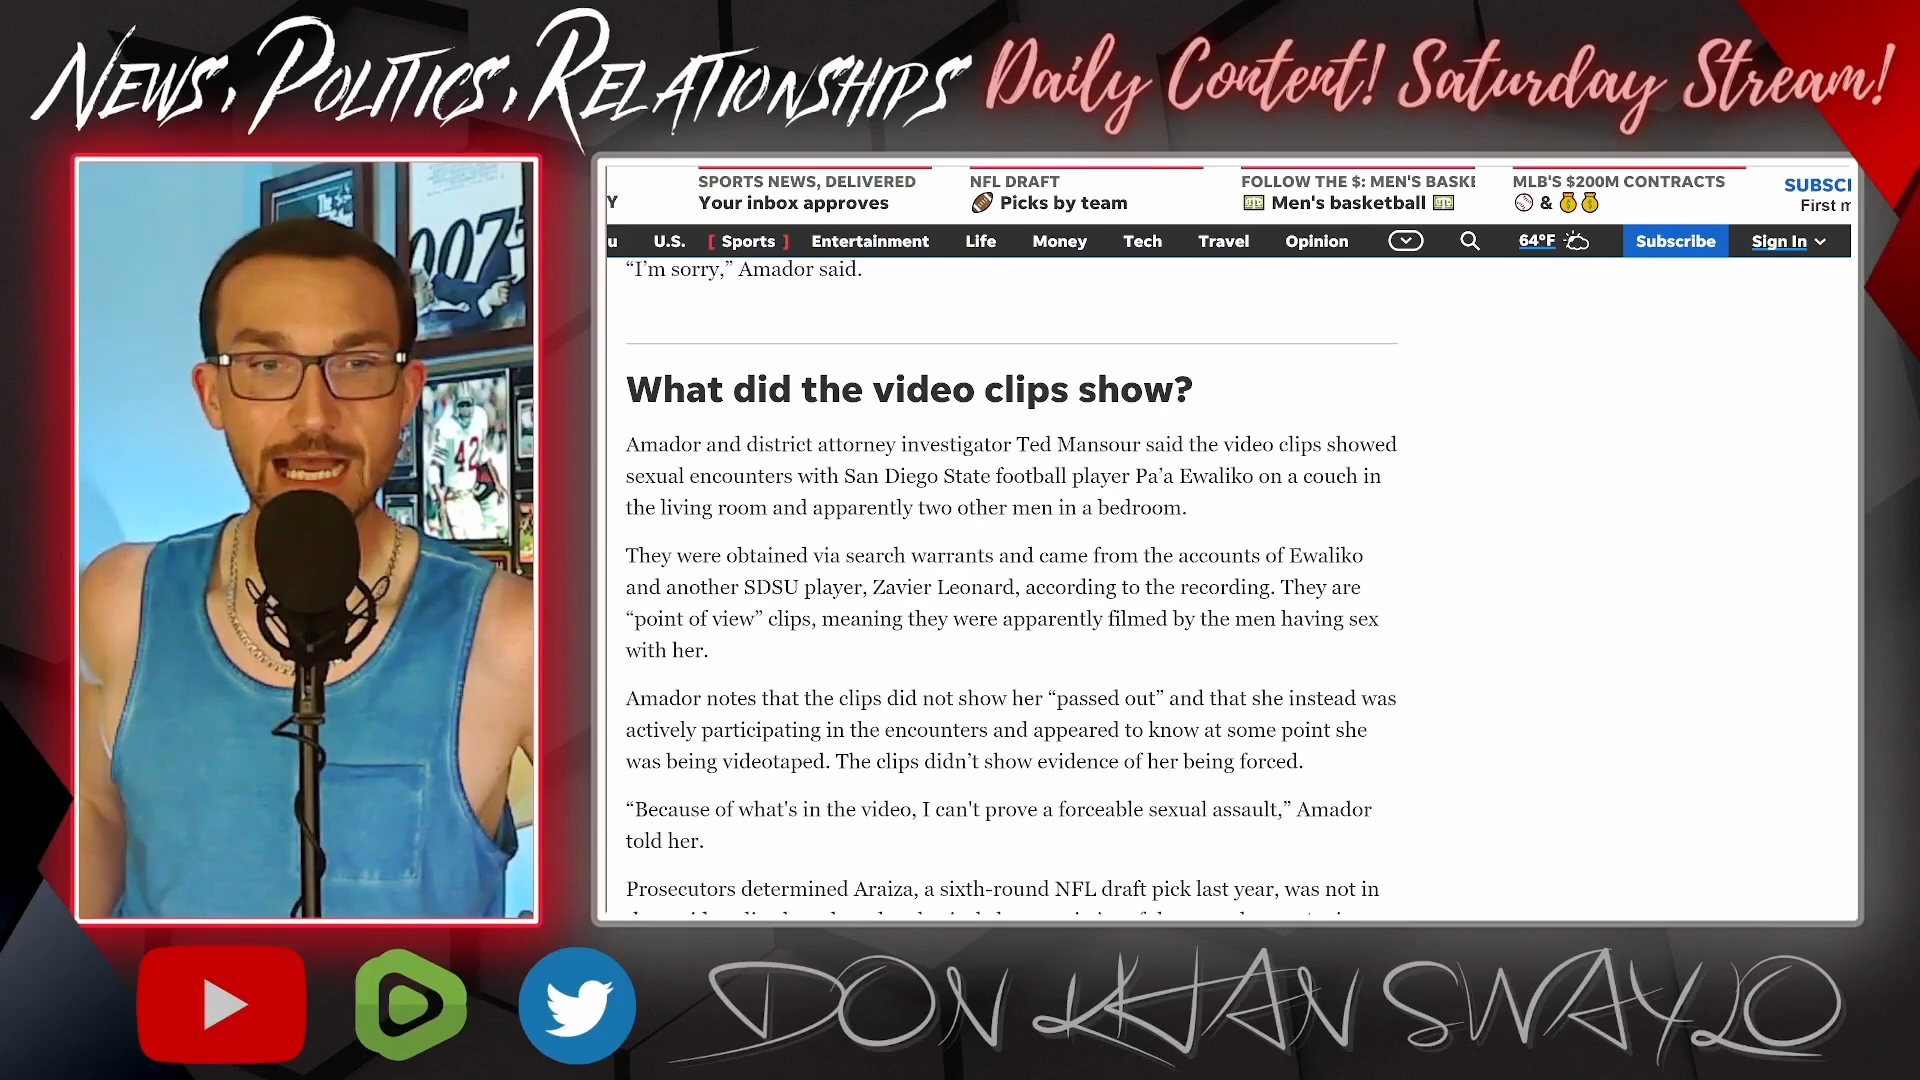 NEWS, POLITICS, RELATIONSHIPS Daily Content! Saturday Stream!
007
42
SPORTS NEWS, DELIVERED
Your inbox approves
NFL DRAFT
🏈 Picks by team
FOLLOW THE $: MEN'S BASKE
💵 Men's basketball 💵
MLB'S $200M CONTRACTS
⚾ & 💰💰
SUBSCI
First
Y
u U.S. [ Sports ] Entertainment Life Money Tech Travel Opinion 64°F Subscribe Sign In
“I’m sorry,” Amador said.
What did the video clips show?
Amador and district attorney investigator Ted Mansour said the video clips showed
sexual encounters with San Diego State football player Pa’a Ewaliko on a couch in
the living room and apparently two other men in a bedroom.
They were obtained via search warrants and came from the accounts of Ewaliko
and another SDSU player, Zavier Leonard, according to the recording. They are
“point of view” clips, meaning they were apparently filmed by the men having sex
with her.
Amador notes that the clips did not show her “passed out” and that she instead was
actively participating in the encounters and appeared to know at some point she
was being videotaped. The clips didn’t show evidence of her being forced.
“Because of what's in the video, I can't prove a forceable sexual assault,” Amador
told her.
Prosecutors determined Araiza, a sixth-round NFL draft pick last year, was not in
DON KHAN SWAYLO